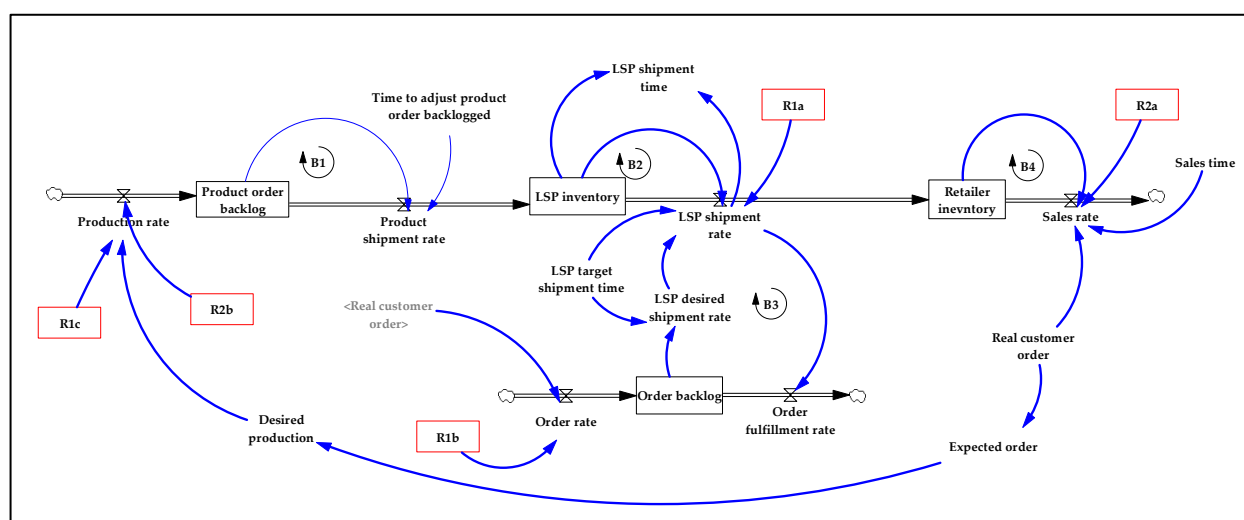 LSP shipment
time
R1a
R2a
Time to adjust product
order backlogged
B1
B2
B4
Sales time
Product order
backlog
LSP inventory
Retailer
inevntory
Production rate
Product
shipment rate
LSP shipment
rate
Sales rate
LSP target
shipment time
LSP desired
shipment rate
B3
R2b
R1c
<Real customer
order>
Real customer
order
Order backlog
Order rate
Order
fulfillment rate
Desired
production
R1b
Expected order